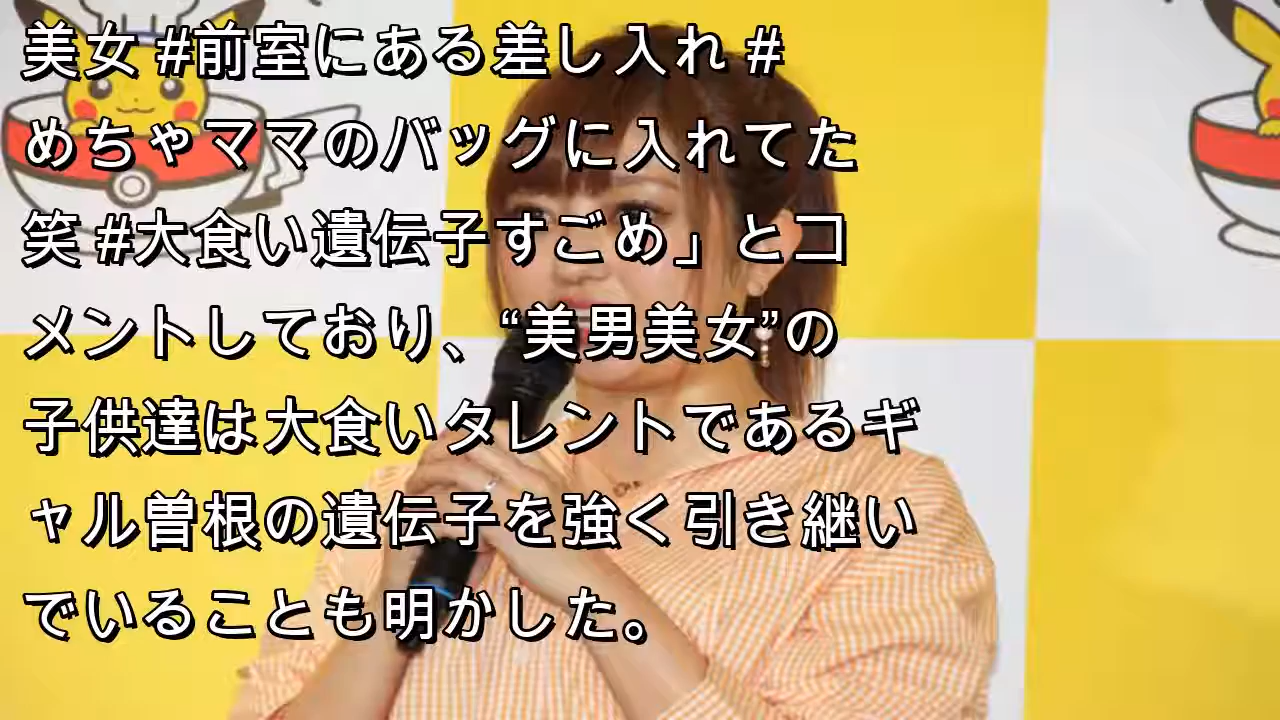 美女 #前室にある差し入れ #
めちゃママのバッグに入れてた
笑 #大食い遺伝子すごめ」とコ
メントしており、“美男美女”の
子供達は大食いタレントであるギ
ャル曽根の遺伝子を強く引き継い
でいることも明かした。